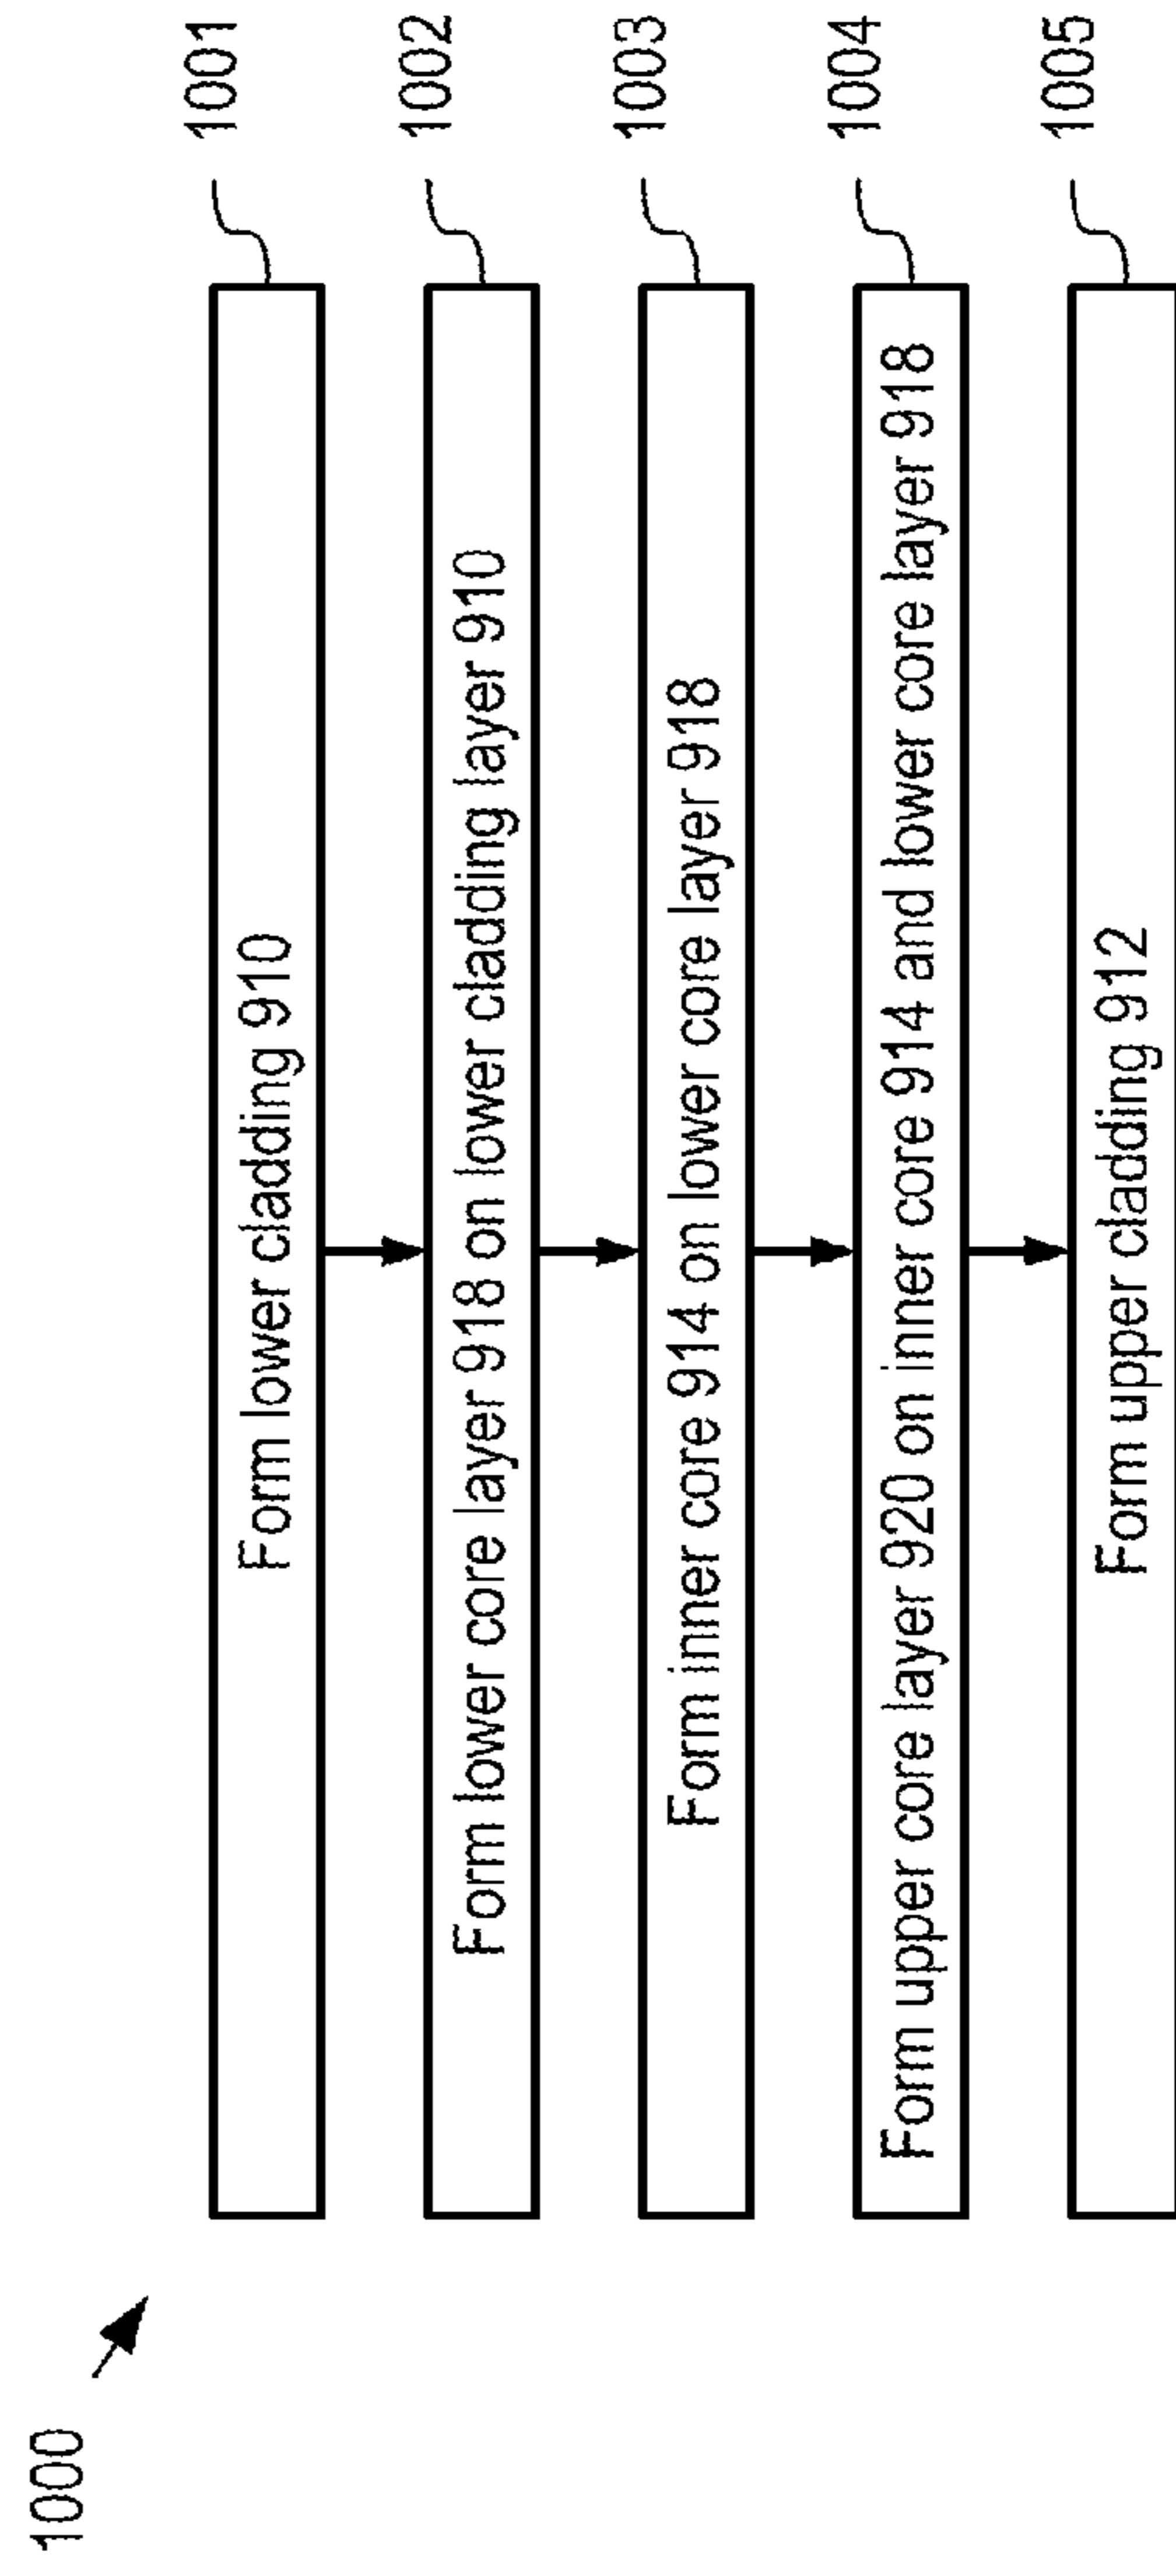 1000
Form lower cladding 910
1001
Form lower core layer 918 on lower cladding layer 910
1002
Form inner core 914 on lower core layer 918
1003
Form upper core layer 920 on inner core 914 and lower core layer 918
1004
Form upper cladding 912
1005